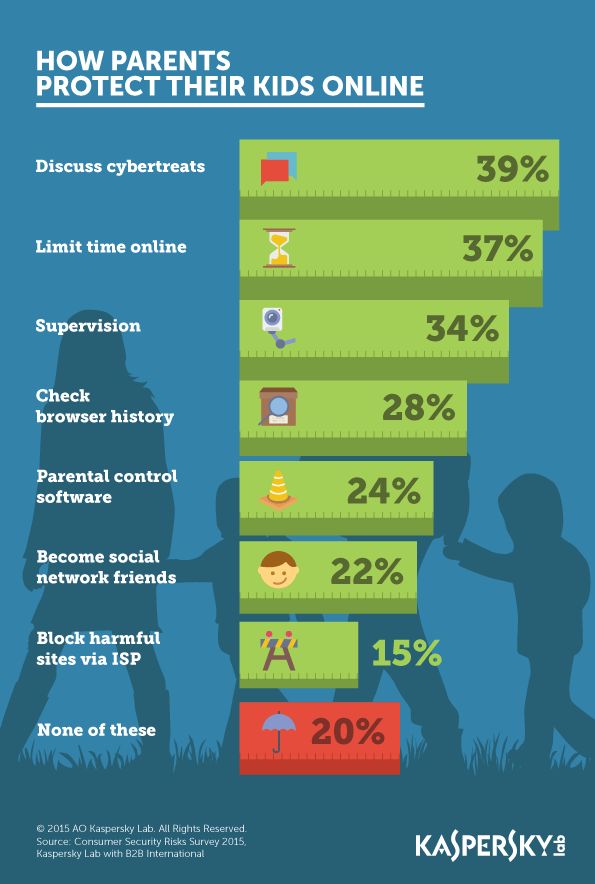 HOW PARENTS
PROTECT THEIR KIDS ONLINE
Discuss cybertreats
39%
Limit time online
37%
Supervision
34%
Check
browser history
28%
Parental control
software
24%
Become social
network friends
22%
Block harmful
sites via ISP
15%
None of these
20%
© 2015 AO Kaspersky Lab. All Rights Reserved.
Source: Consumer Security Risks Survey 2015,
Kaspersky Lab with B2B International
KASPERSKY lab